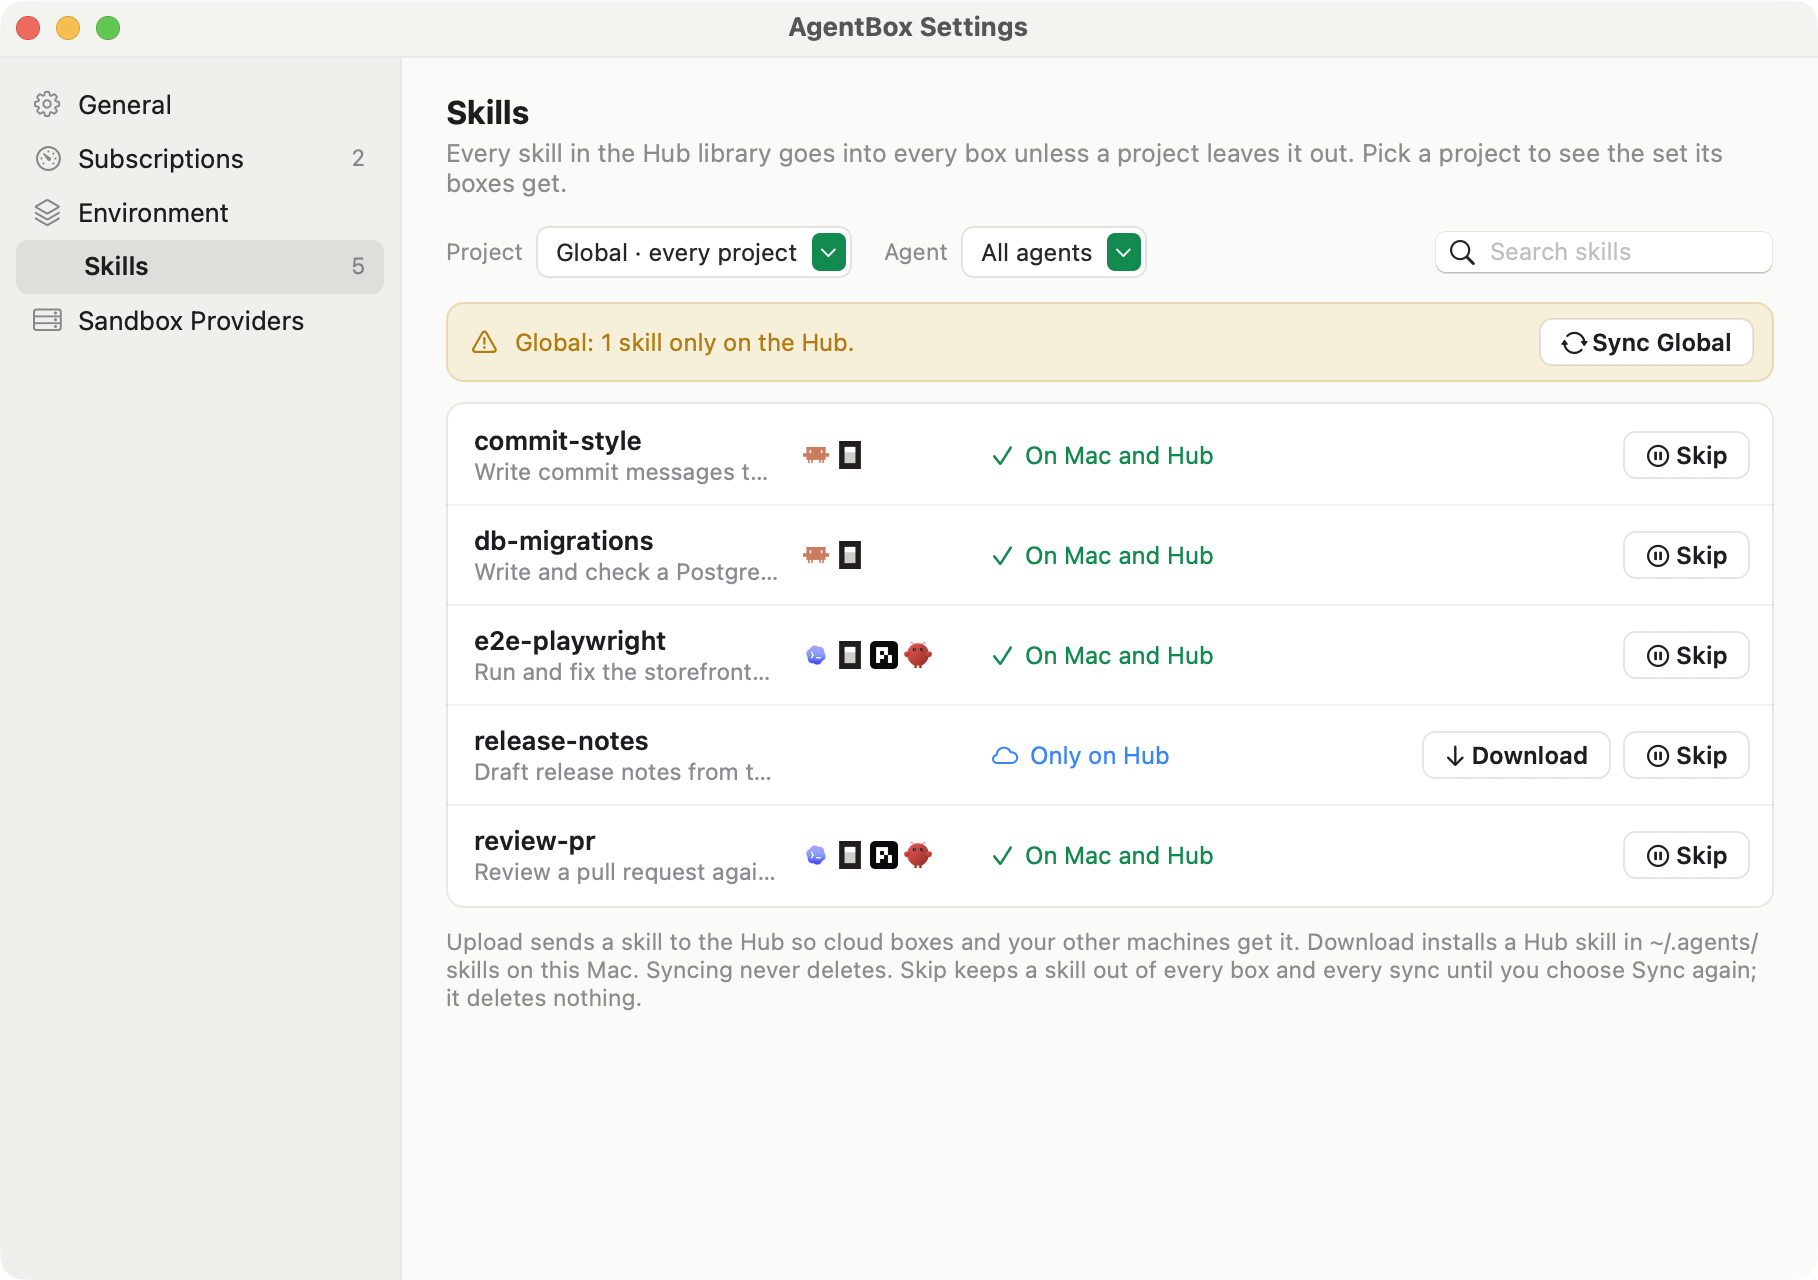 AgentBox Settings
General
Subscriptions 2
Environment
Skills 5
Sandbox Providers
Skills
Every skill in the Hub library goes into every box unless a project leaves it out. Pick a project to see the set its
boxes get.
Project Global · every project Agent All agents Search skills
Global: 1 skill only on the Hub. Sync Global
commit-style
Write commit messages t...
On Mac and Hub Skip
db-migrations
Write and check a Postgre...
On Mac and Hub Skip
e2e-playwright
Run and fix the storefront...
On Mac and Hub Skip
release-notes
Draft release notes from t...
Only on Hub Download Skip
review-pr
Review a pull request agai...
On Mac and Hub Skip
Upload sends a skill to the Hub so cloud boxes and your other machines get it. Download installs a Hub skill in ~/.agents/
skills on this Mac. Syncing never deletes. Skip keeps a skill out of every box and every sync until you choose Sync again;
it deletes nothing.